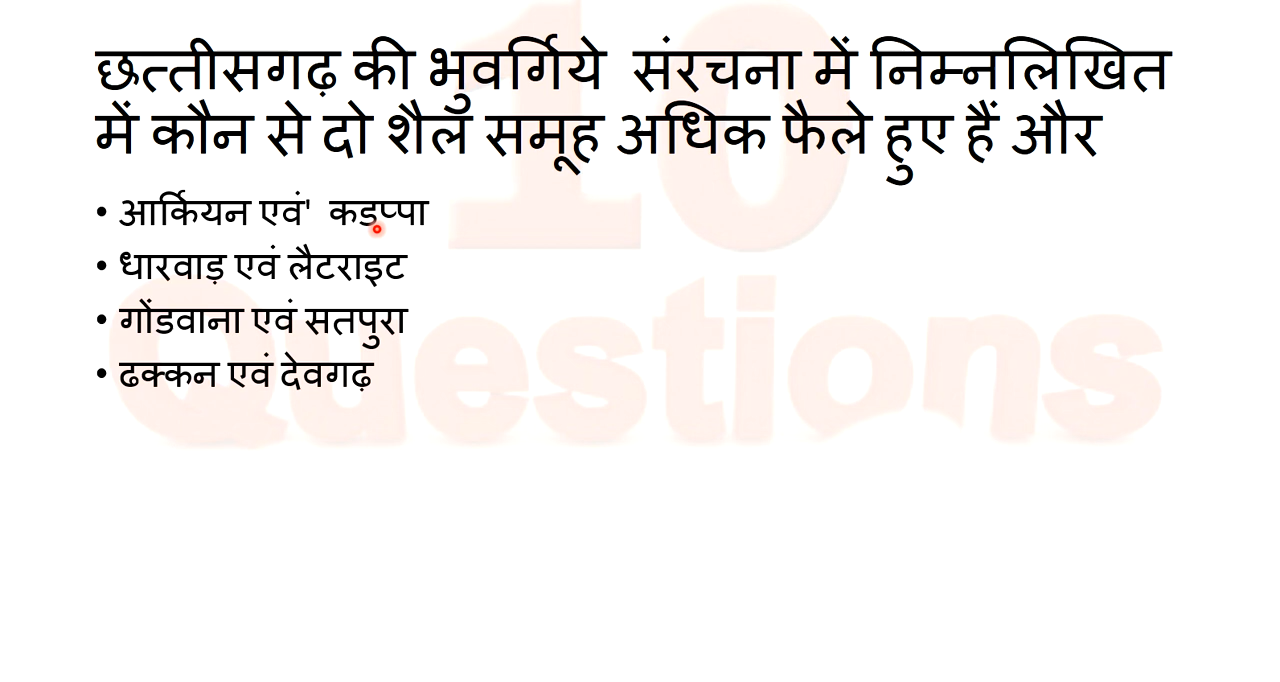 छत्तीसगढ़ की भुवर्गिये संरचना में निम्नलिखित
में कौन से दो शैल समूह अधिक फैले हुए हैं और
• आर्कियन एवं' कड़प्पा
• धारवाड़ एवं लैटराइट
• गोंडवाना एवं सतपुरा
• ढक्कन एवं देवगढ़
10
Questions